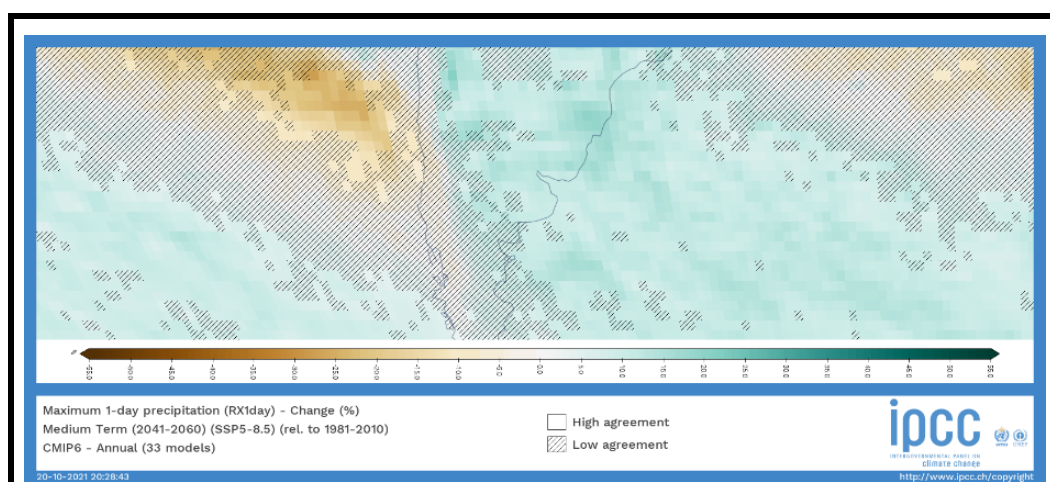 %
-55.0 -50.0 -45.0 -40.0 -35.0 -30.0 -25.0 -20.0 -15.0 -10.0 -5.0 0.0 5.0 10.0 15.0 20.0 25.0 30.0 35.0 40.0 45.0 50.0 55.0
Maximum 1-day precipitation (RX1day) - Change (%)
Medium Term (2041-2060) (SSP5-8.5) (rel. to 1981-2010)
CMIP6 - Annual (33 models)
High agreement
Low agreement
ipcc
INTERGOVERNMENTAL PANEL ON
climate change
20-10-2021 20:28:43
http://www.ipcc.ch/copyright